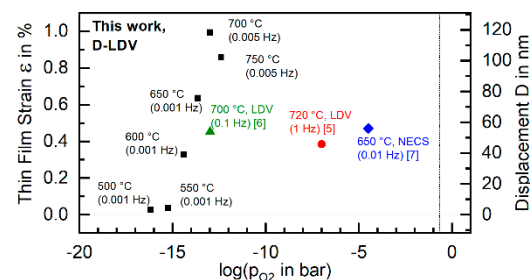 This work,
D-LDV
700 °C
(0.005 Hz)
750 °C
(0.005 Hz)
650 °C
(0.001 Hz)
700 °C, LDV
(0.1 Hz) [6]
720 °C, LDV
(1 Hz) [5]
650 °C, NECS
(0.01 Hz) [7]
600 °C
(0.001 Hz)
500 °C
(0.001 Hz)
550 °C
(0.001 Hz)
Thin Film Strain ε in %
1.0
0.8
0.6
0.4
0.2
0.0
Displacement D in nm
120
100
80
60
40
20
0
-20 -15 -10 -5 0
log(pO2 in bar)